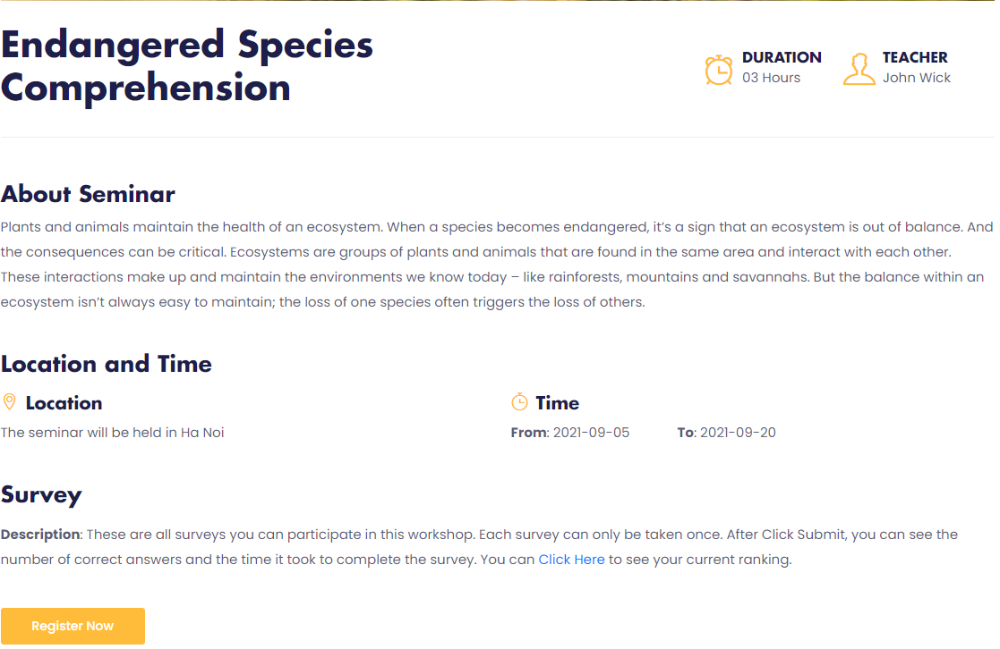 Endangered Species
Comprehension
DURATION
03 Hours
TEACHER
John Wick
About Seminar
Plants and animals maintain the health of an ecosystem. When a species becomes endangered, it’s a sign that an ecosystem is out of balance. And
the consequences can be critical. Ecosystems are groups of plants and animals that are found in the same area and interact with each other.
These interactions make up and maintain the environments we know today – like rainforests, mountains and savannahs. But the balance within an
ecosystem isn’t always easy to maintain; the loss of one species often triggers the loss of others.
Location and Time
Location
The seminar will be held in Ha Noi
Time
From: 2021-09-05 To: 2021-09-20
Survey
Description: These are all surveys you can participate in this workshop. Each survey can only be taken once. After Click Submit, you can see the
number of correct answers and the time it took to complete the survey. You can Click Here to see your current ranking.
Register Now